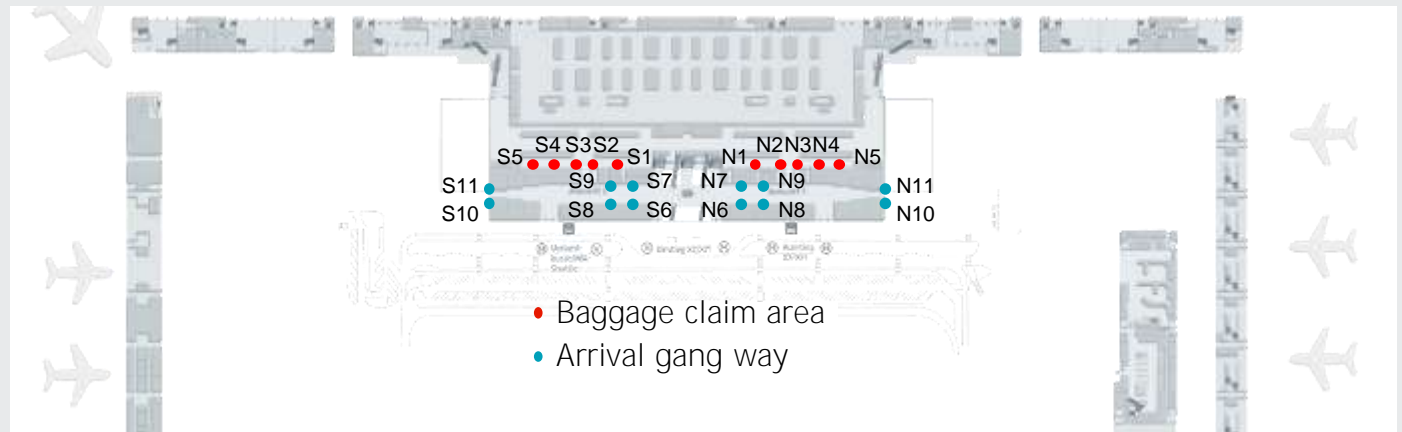 S4 S3 S2 N2 N3 N4
S5 S1 N1 N5
S11 S9 S7 N7 N9 N11
S10 S8 S6 N6 N8 N10
Baggage claim area
Arrival gang way